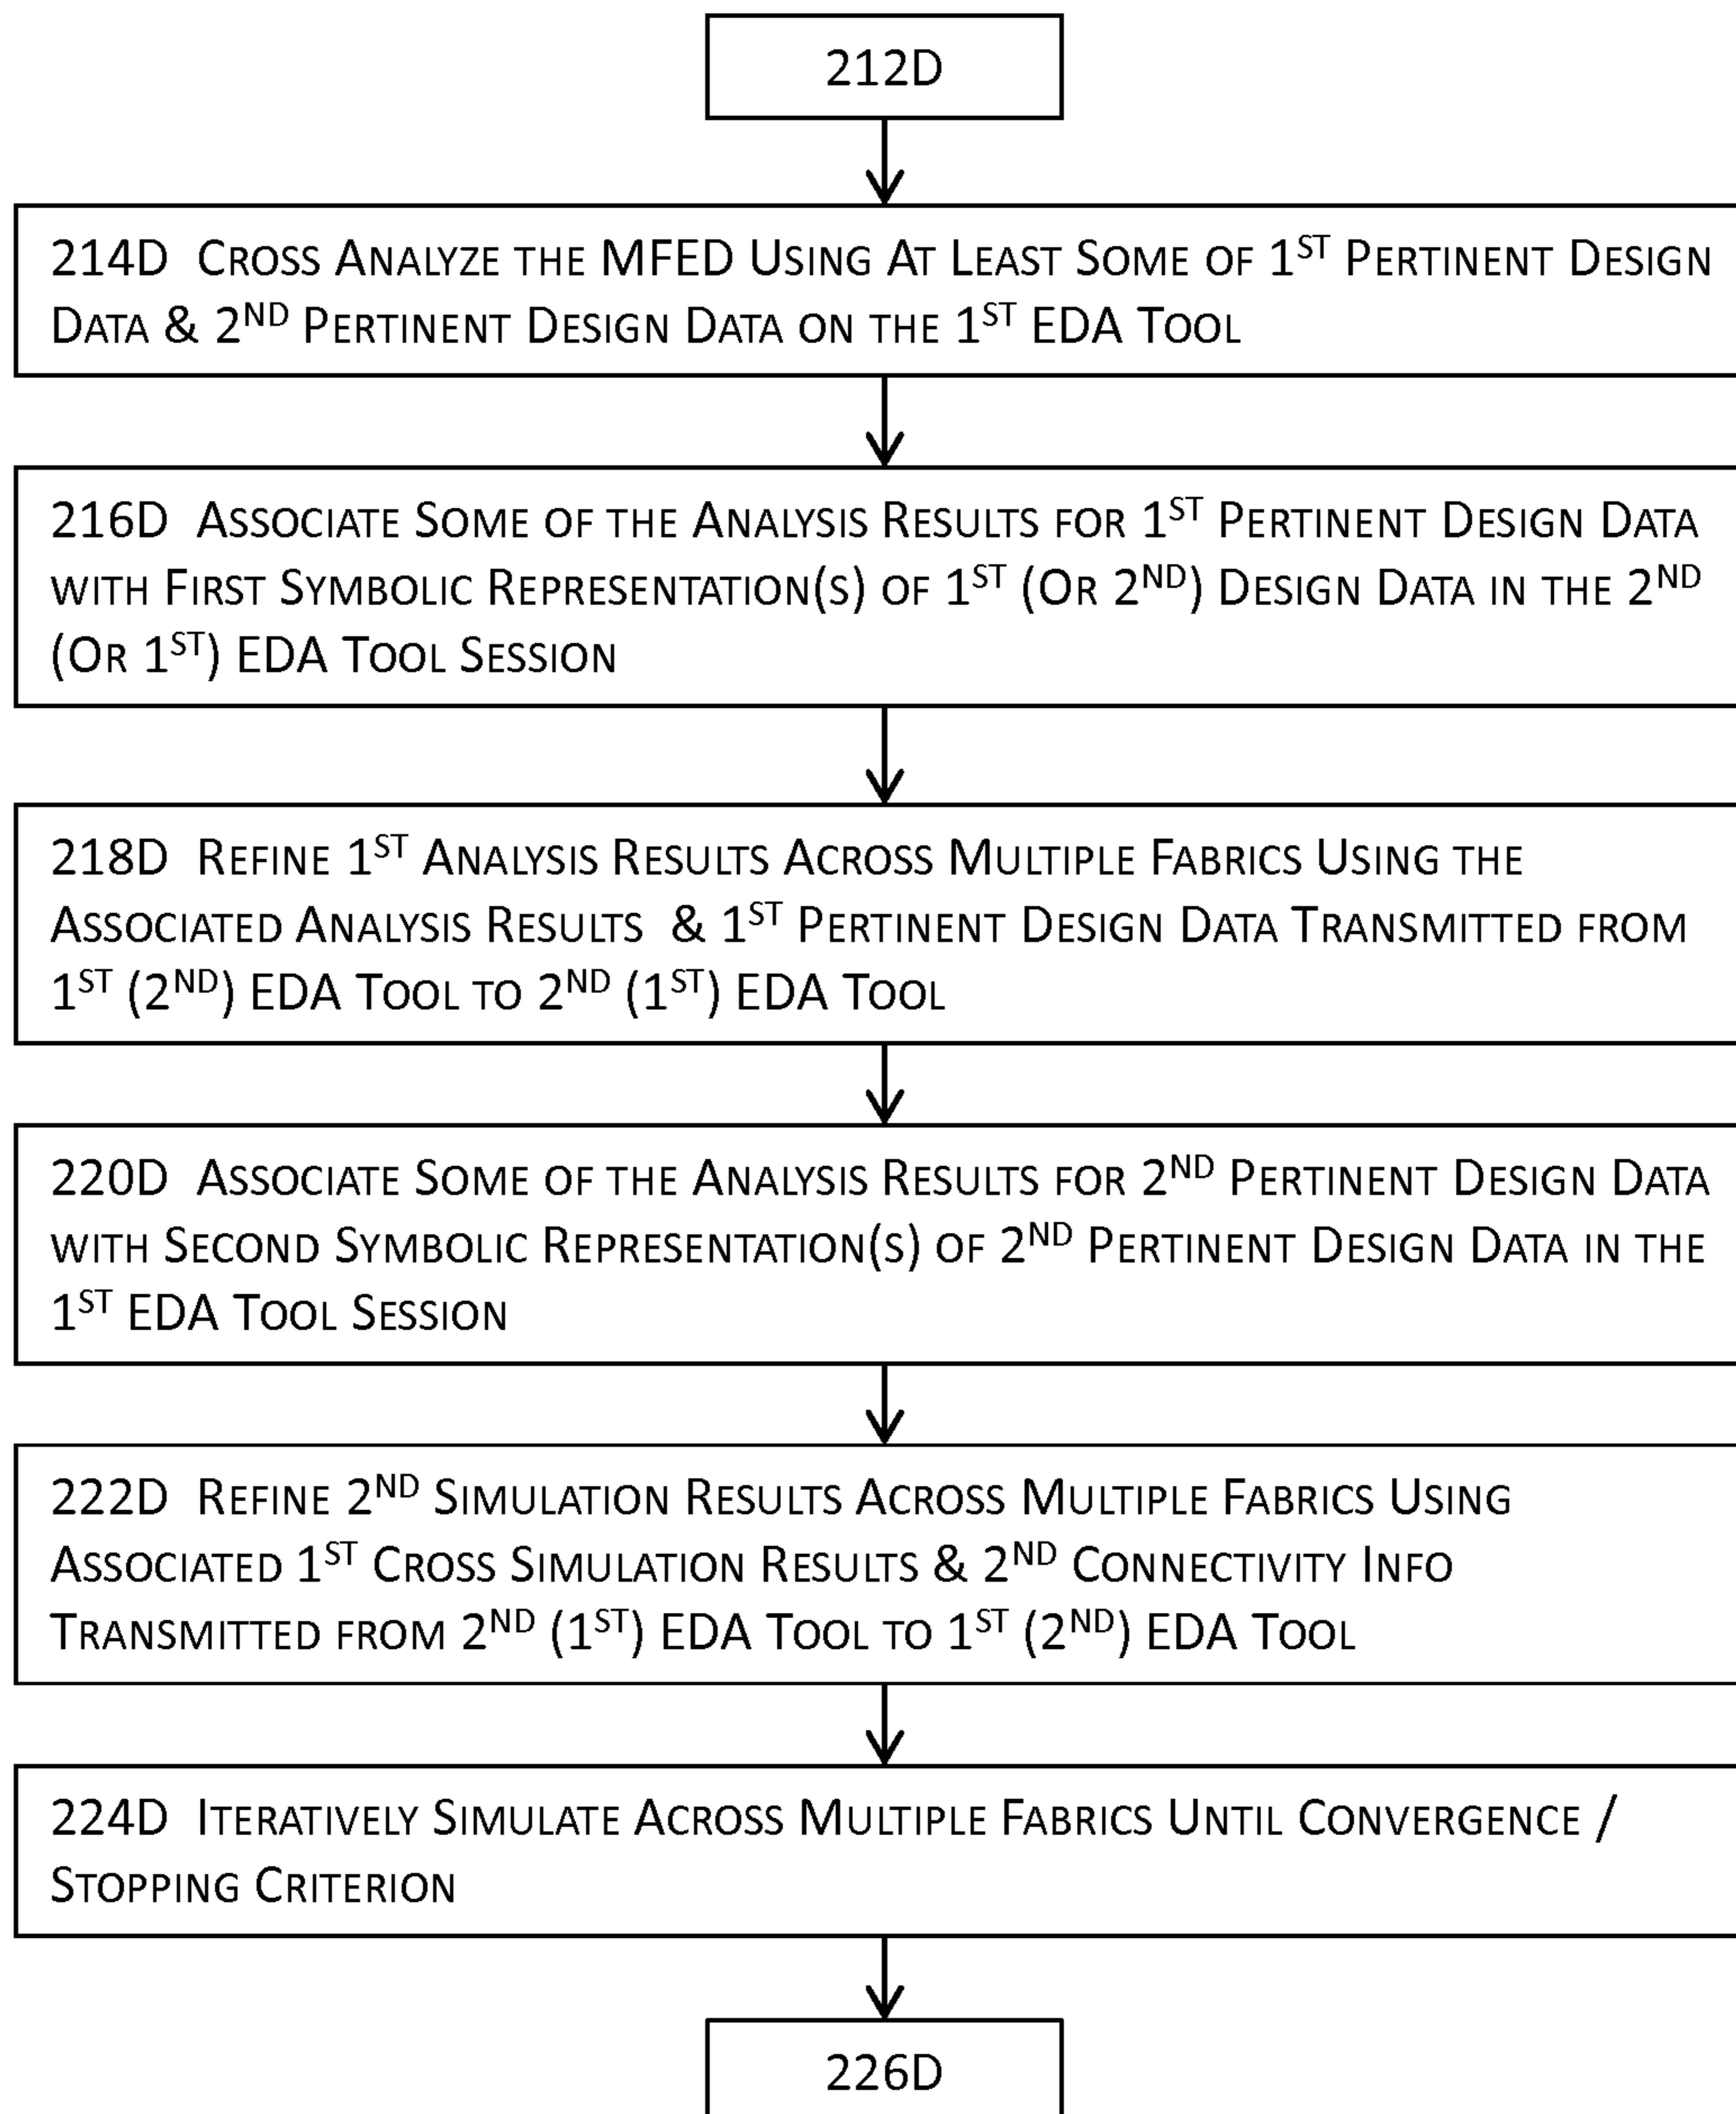 212D
214D Cross Analyze the MFED Using At Least Some of 1ST Pertinent Design
Data & 2ND Pertinent Design Data on the 1ST EDA Tool
216D Associate Some of the Analysis Results for 1ST Pertinent Design Data
with First Symbolic Representation(s) of 1ST (Or 2ND) Design Data in the 2ND
(Or 1ST) EDA Tool Session
218D Refine 1ST Analysis Results Across Multiple Fabrics Using the
Associated Analysis Results & 1ST Pertinent Design Data Transmitted from
1ST (2ND) EDA Tool to 2ND (1ST) EDA Tool
220D Associate Some of the Analysis Results for 2ND Pertinent Design Data
with Second Symbolic Representation(s) of 2ND Pertinent Design Data in the
1ST EDA Tool Session
222D Refine 2ND Simulation Results Across Multiple Fabrics Using
Associated 1ST Cross Simulation Results & 2ND Connectivity Info
Transmitted from 2ND (1ST) EDA Tool to 1ST (2ND) EDA Tool
224D Iteratively Simulate Across Multiple Fabrics Until Convergence /
Stopping Criterion
226D